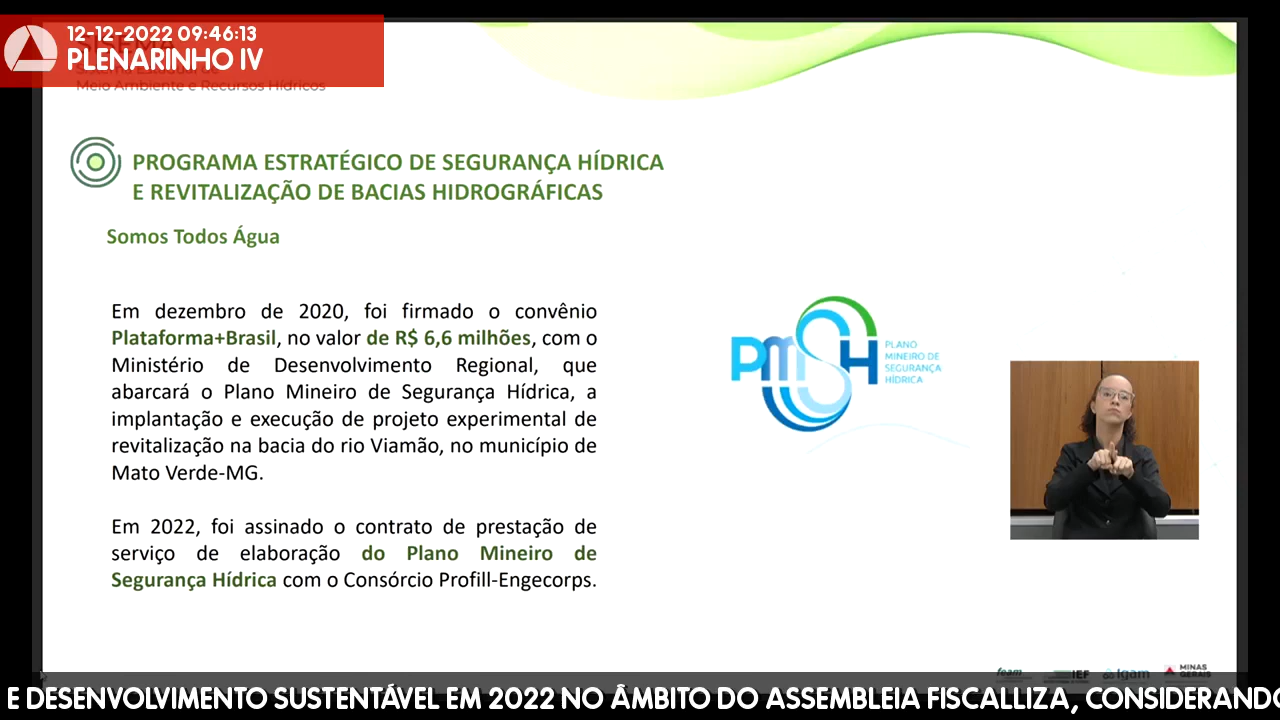 12-12-2022 09:46:13
PLENARINHO IV
SISEMA
Sistema Estadual de
Meio Ambiente e Recursos Hídricos
PROGRAMA ESTRATÉGICO DE SEGURANÇA HÍDRICA
E REVITALIZAÇÃO DE BACIAS HIDROGRÁFICAS
Somos Todos Água
Em dezembro de 2020, foi firmado o convênio
Plataforma+Brasil, no valor de R$ 6,6 milhões, com o
Ministério de Desenvolvimento Regional, que
abarcará o Plano Mineiro de Segurança Hídrica, a
implantação e execução de projeto experimental de
revitalização na bacia do rio Viamão, no município de
Mato Verde-MG.
Em 2022, foi assinado o contrato de prestação de
serviço de elaboração do Plano Mineiro de
Segurança Hídrica com o Consórcio Profill-Engecorps.
PMSH
PLANO
MINEIRO DE
SEGURANÇA
HÍDRICA
feam
IEF
Igam
MINAS
GERAIS
E DESENVOLVIMENTO SUSTENTÁVEL EM 2022 NO ÂMBITO DO ASSEMBLEIA FISCALLIZA, CONSIDERANDO